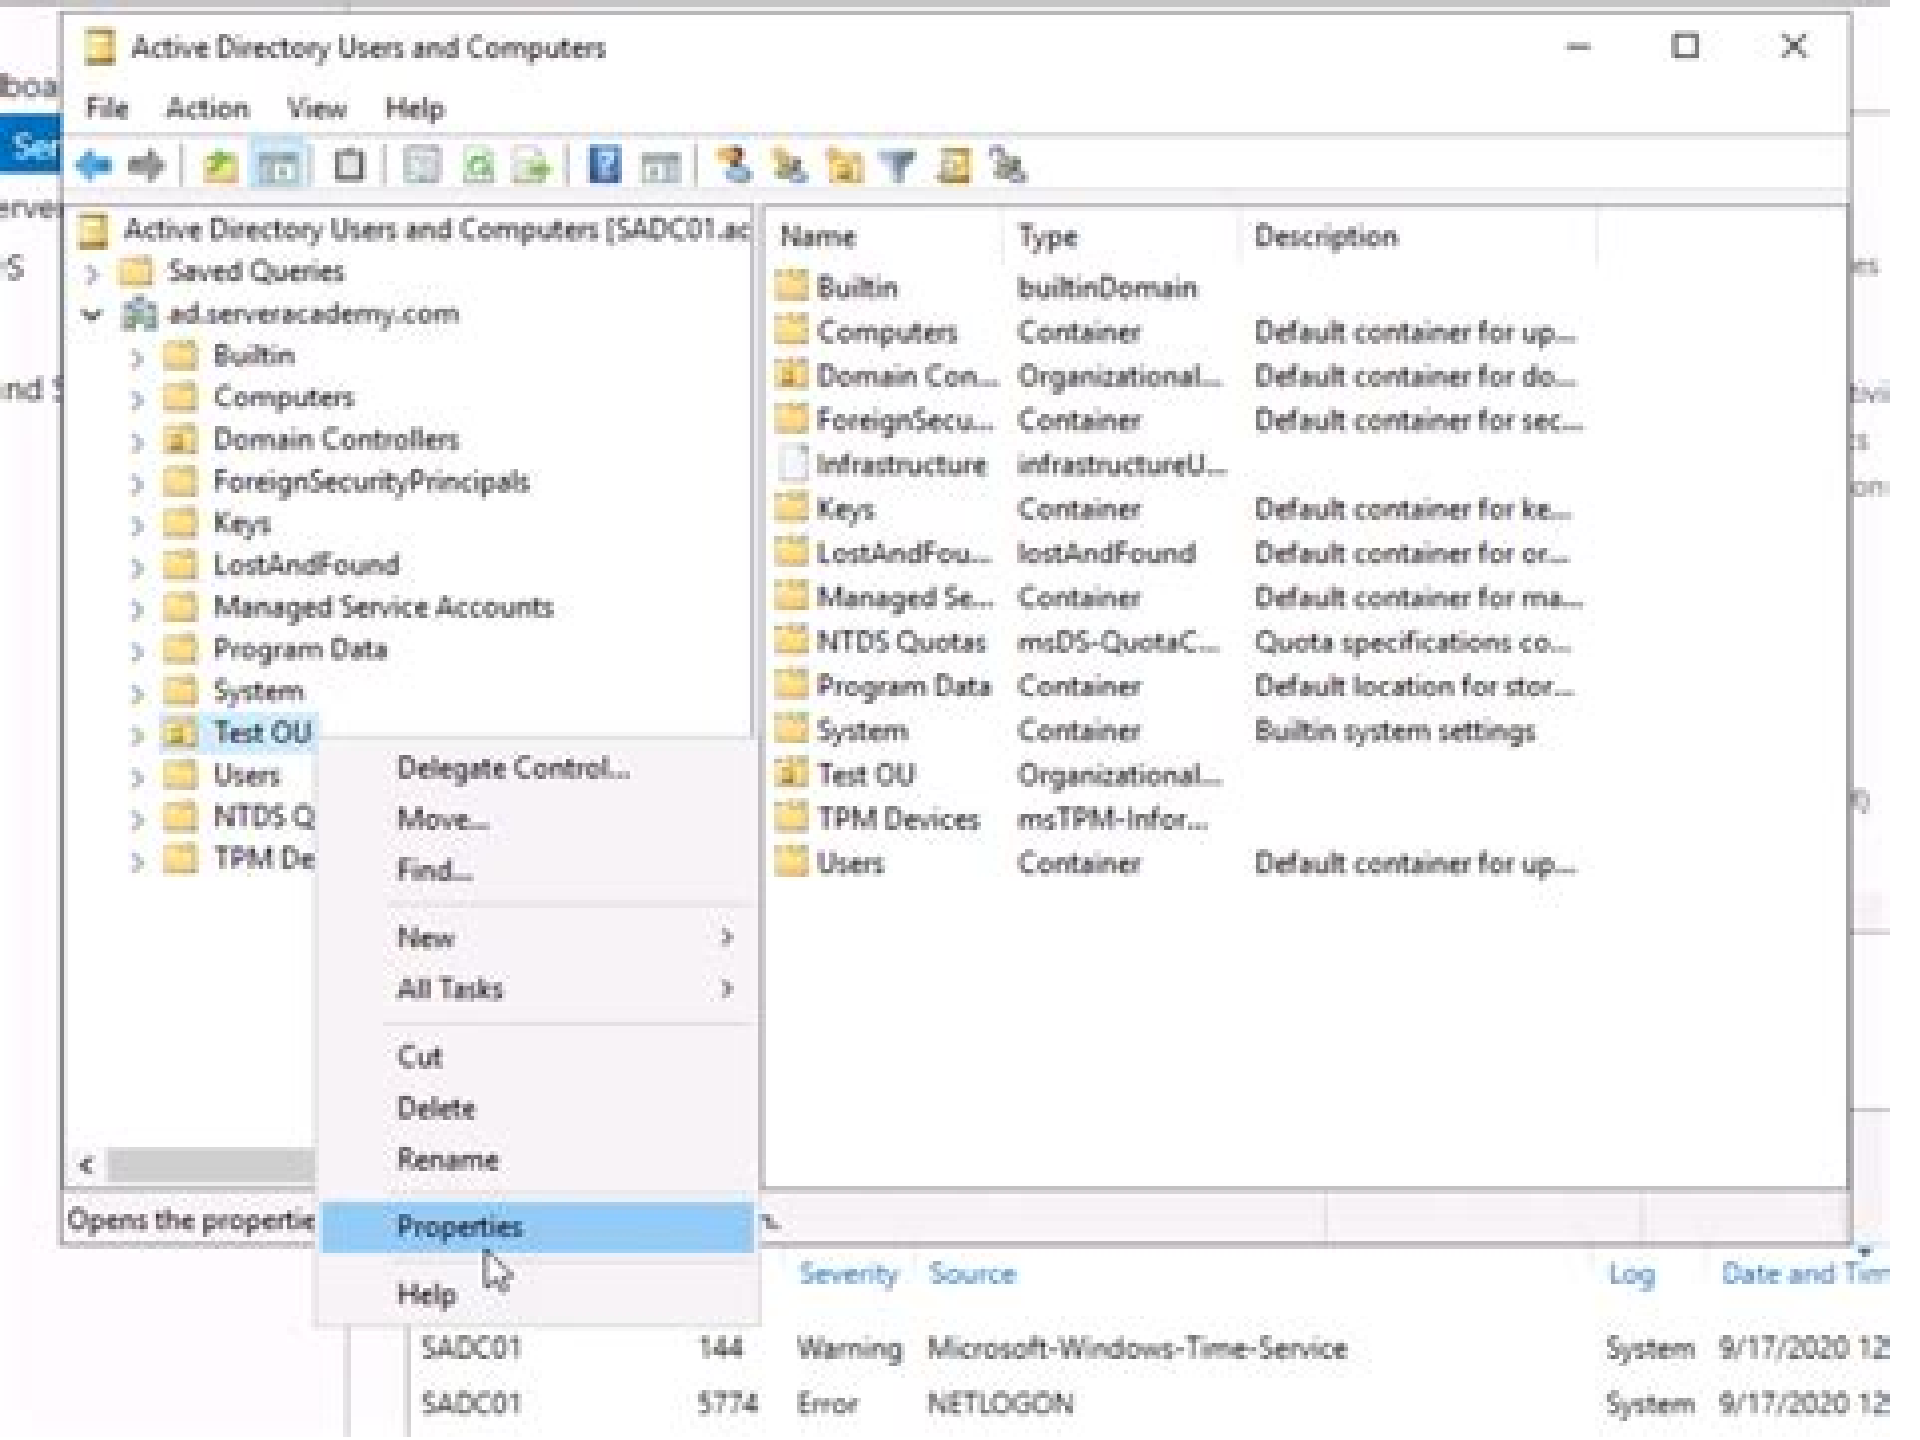 Active Directory Users and Computers
File Action View Help
Active Directory Users and Computers [SADC01.ac
Saved Queries
ad.serveracademy.com
Builtin
Computers
Domain Controllers
ForeignSecurityPrincipals
Keys
LostAndFound
Managed Service Accounts
Program Data
System
Test OU
Users
NTDS Q
TPM De
Name Type Description
Builtin builtinDomain
Computers Container Default container for up...
Domain Con... Organizational... Default container for do...
ForeignSecu... Container Default container for sec...
Infrastructure infrastructureU...
Keys Container Default container for ke...
LostAndFou... lostAndFound Default container for or...
Managed Se... Container Default container for ma...
NTDS Quotas msDS-QuotaC... Quota specifications co...
Program Data Container Default location for stor...
System Container Builtin system settings
Test OU Organizational...
TPM Devices msTPM-Infor...
Users Container Default container for up...
Delegate Control...
Move...
Find...
New
All Tasks
Cut
Delete
Rename
Properties
Help
Opens the propertie
Severity Source Log Date and Tim
SADC01 144 Warning Microsoft-Windows-Time-Service System 9/17/2020 12
SADC01 5774 Error NETLOGON System 9/17/2020 12